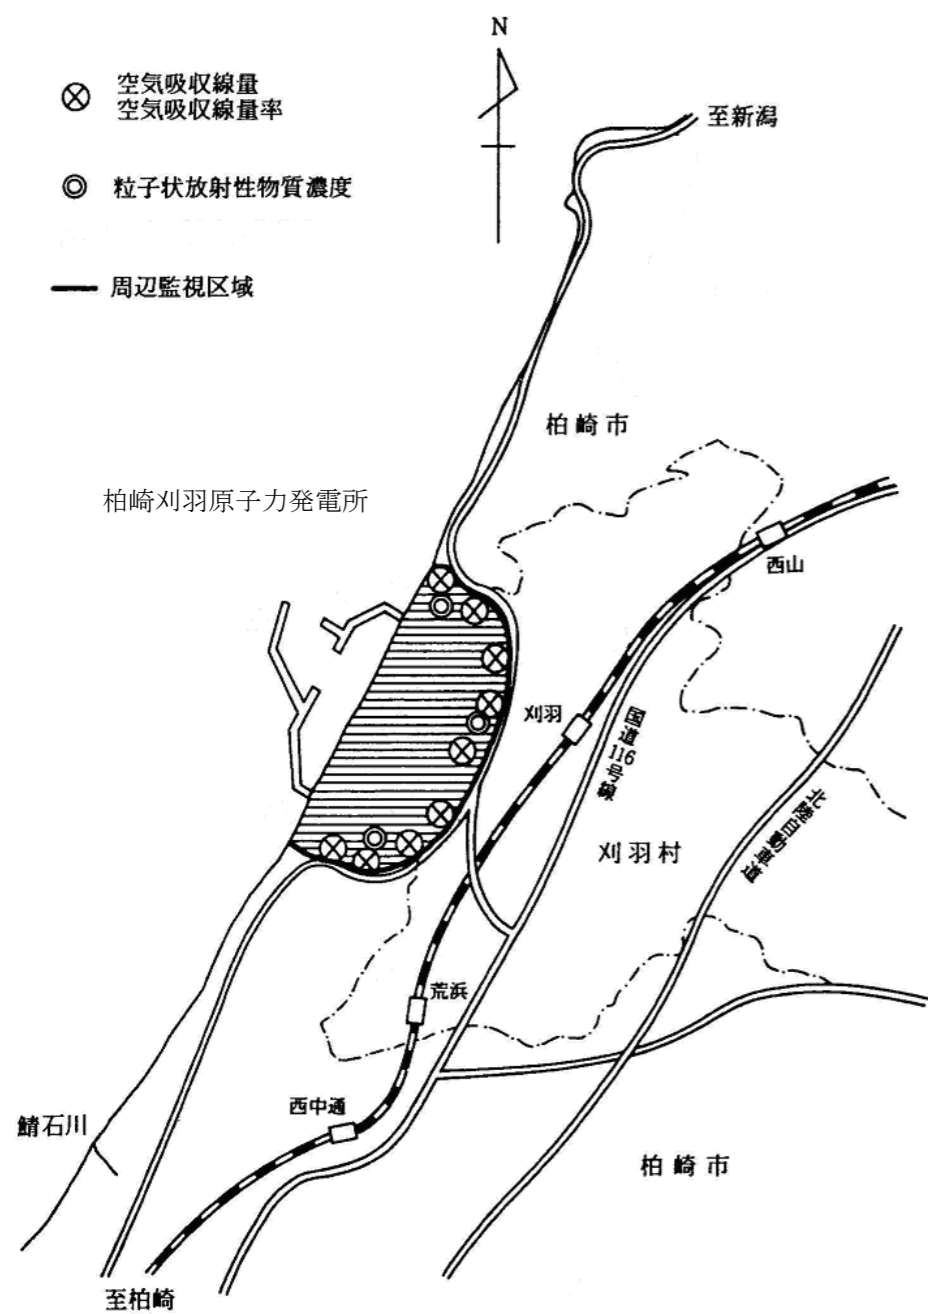 N
空気吸収線量
空気吸収線量率
至新潟
粒子状放射性物質濃度
周辺監視区域
柏崎市
柏崎刈羽原子力発電所
西山
刈羽
国道116号線
北陸自動車道
刈羽村
荒浜
西中通
鯖石川
柏崎市
至柏崎